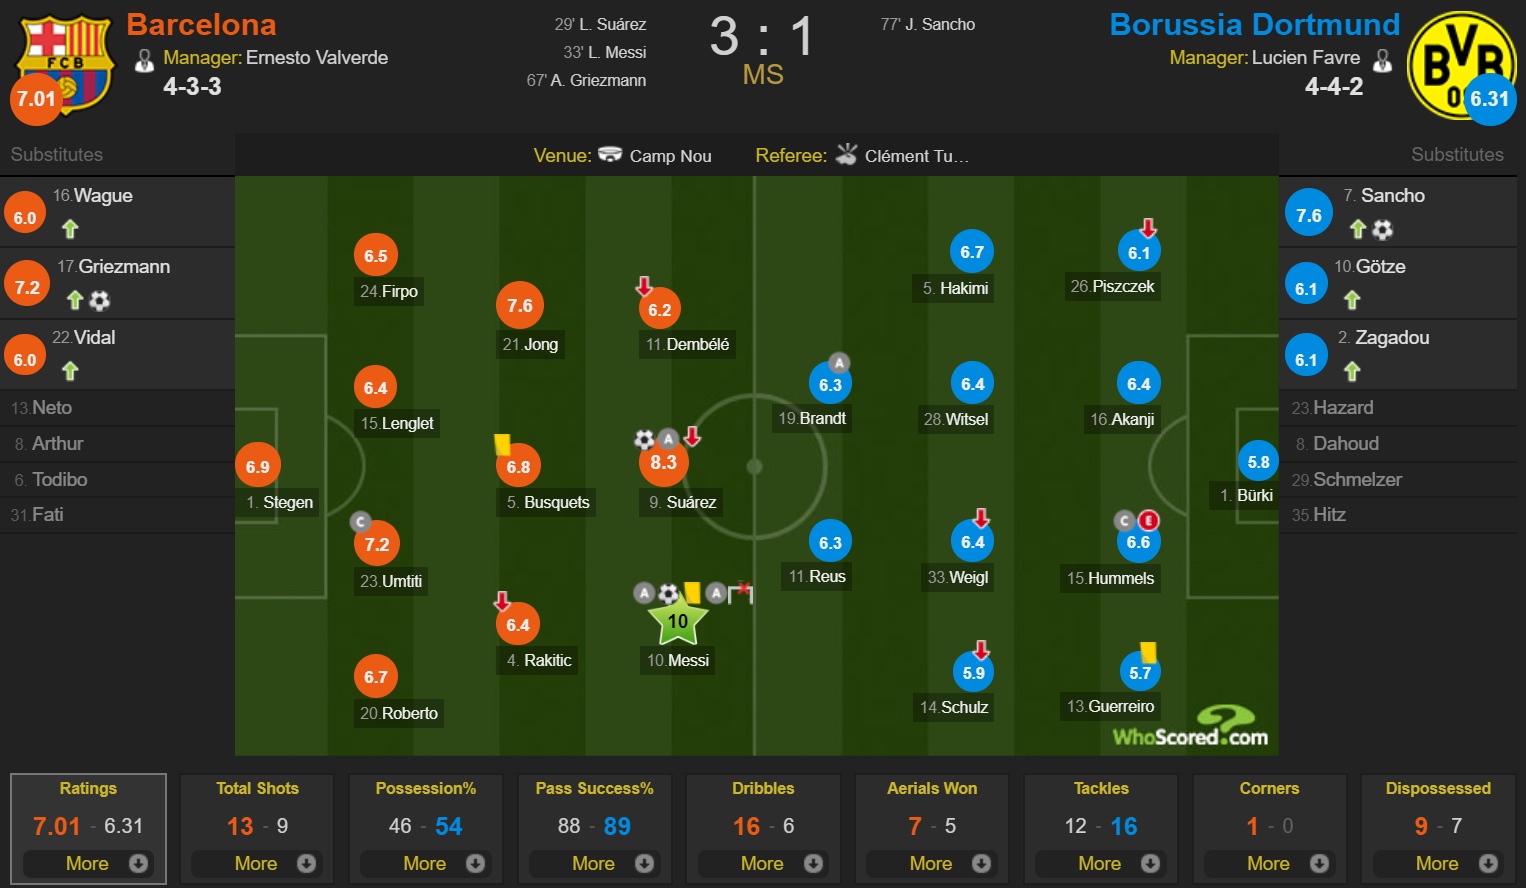 Barcelona
Manager: Ernesto Valverde
4-3-3
FCB
7.01
29' L. Suárez
33' L. Messi
67' A. Griezmann
3 : 1
MS
77' J. Sancho
Borussia Dortmund
Manager: Lucien Favre
4-4-2
BVB
09
6.31
Substitutes
Venue: Camp Nou
Referee: Clément Tu...
Substitutes
16.Wague
6.0
17.Griezmann
7.2
22.Vidal
6.0
13.Neto
8. Arthur
6. Todibo
31.Fati
6.9
1. Stegen
6.5
24.Firpo
6.4
15.Lenglet
C
7.2
23.Umtiti
6.7
20.Roberto
7.6
21.Jong
6.8
5. Busquets
6.4
4. Rakitic
6.2
11.Dembélé
A
8.3
9. Suárez
A A
10
10.Messi
A
6.3
19.Brandt
6.3
11.Reus
6.7
5. Hakimi
6.4
28.Witsel
6.4
33.Weigl
5.9
14.Schulz
6.1
26.Piszczek
6.4
16.Akanji
C E
6.6
15.Hummels
5.7
13.Guerreiro
5.8
1. Bürki
WhoScored.com
7. Sancho
7.6
10.Götze
6.1
2. Zagadou
6.1
23.Hazard
8. Dahoud
29.Schmelzer
35.Hitz
Ratings
7.01 - 6.31
More
Total Shots
13 - 9
More
Possession%
46 - 54
More
Pass Success%
88 - 89
More
Dribbles
16 - 6
More
Aerials Won
7 - 5
More
Tackles
12 - 16
More
Corners
1 - 0
More
Dispossessed
9 - 7
More